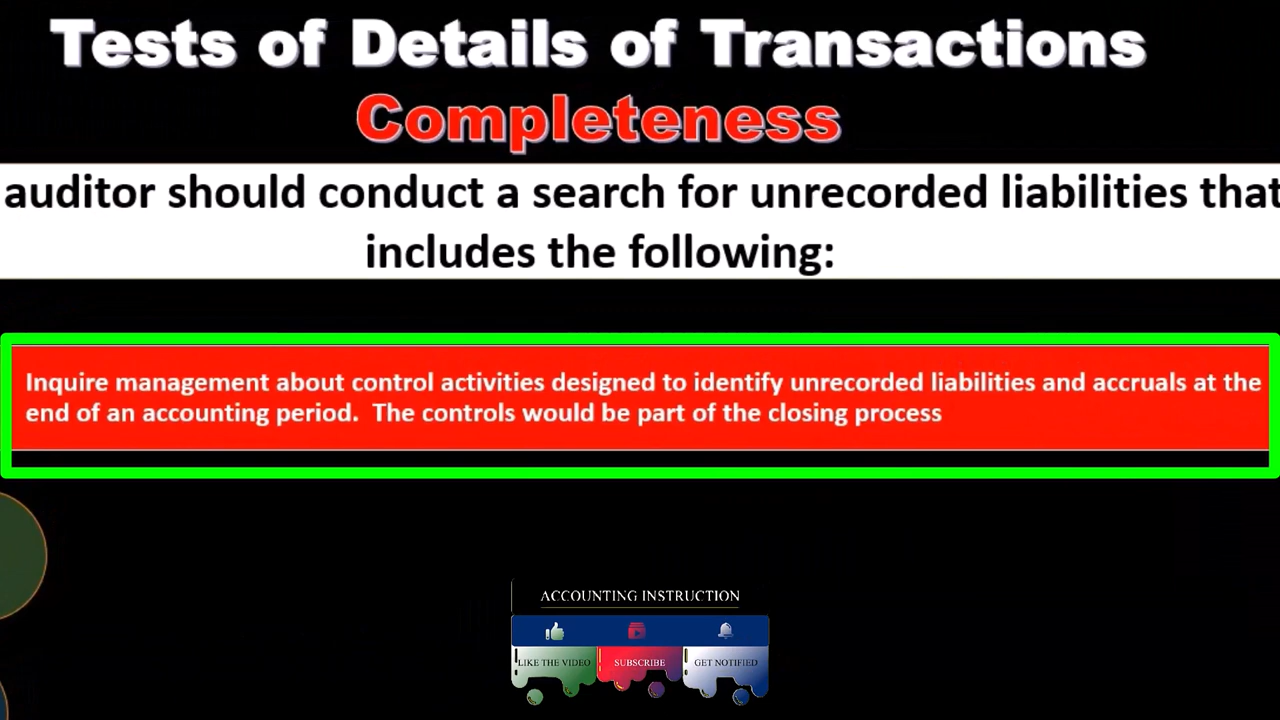 Tests of Details of Transactions
Completeness
auditor should conduct a search for unrecorded liabilities that
includes the following:
Inquire management about control activities designed to identify unrecorded liabilities and accruals at the
end of an accounting period.  The controls would be part of the closing process
ACCOUNTING INSTRUCTION
LIKE THE VIDEO SUBSCRIBE GET NOTIFIED